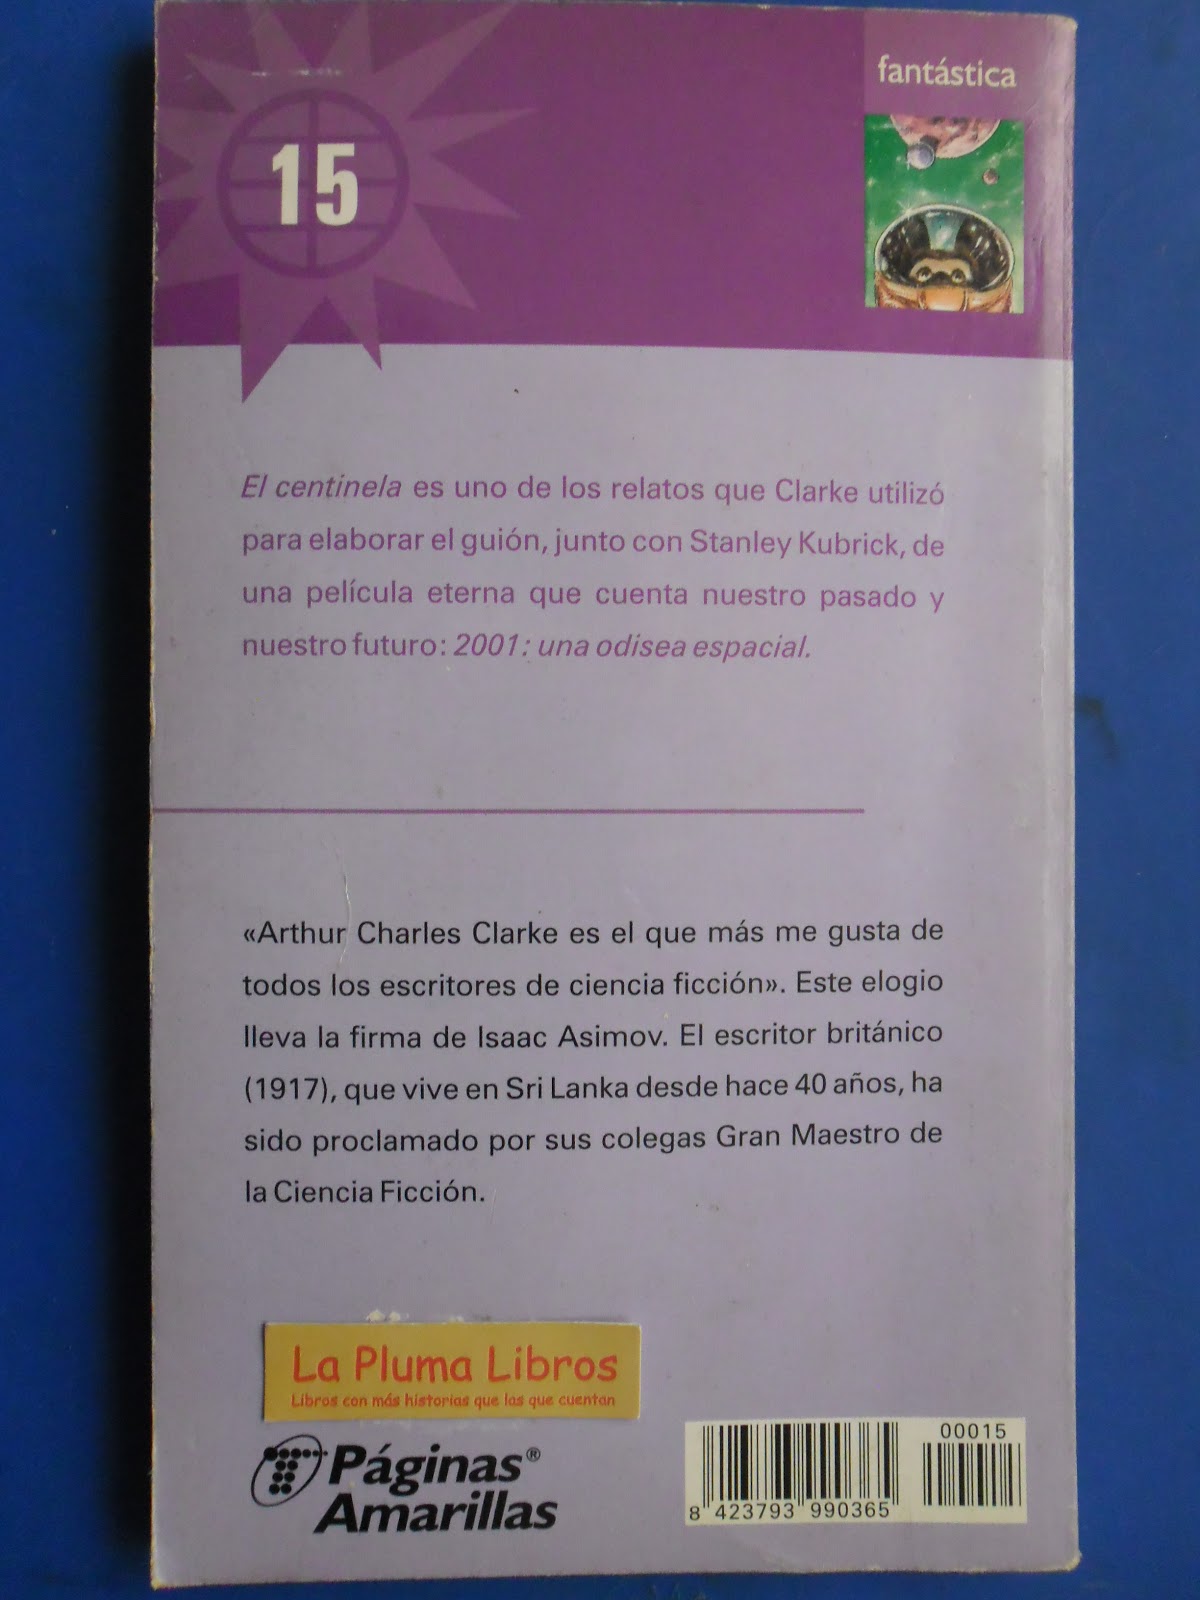 fantástica
15
El centinela es uno de los relatos que Clarke utilizó
para elaborar el guión, junto con Stanley Kubrick, de
una película eterna que cuenta nuestro pasado y
nuestro futuro: 2001: una odisea espacial.
«Arthur Charles Clarke es el que más me gusta de
todos los escritores de ciencia ficción». Este elogio
lleva la firma de Isaac Asimov. El escritor británico
(1917), que vive en Sri Lanka desde hace 40 años, ha
sido proclamado por sus colegas Gran Maestro de
la Ciencia Ficción.
La Pluma Libros
Libros con más historias que las que cuentan
Páginas®
Amarillas
00015
8 423793 990365